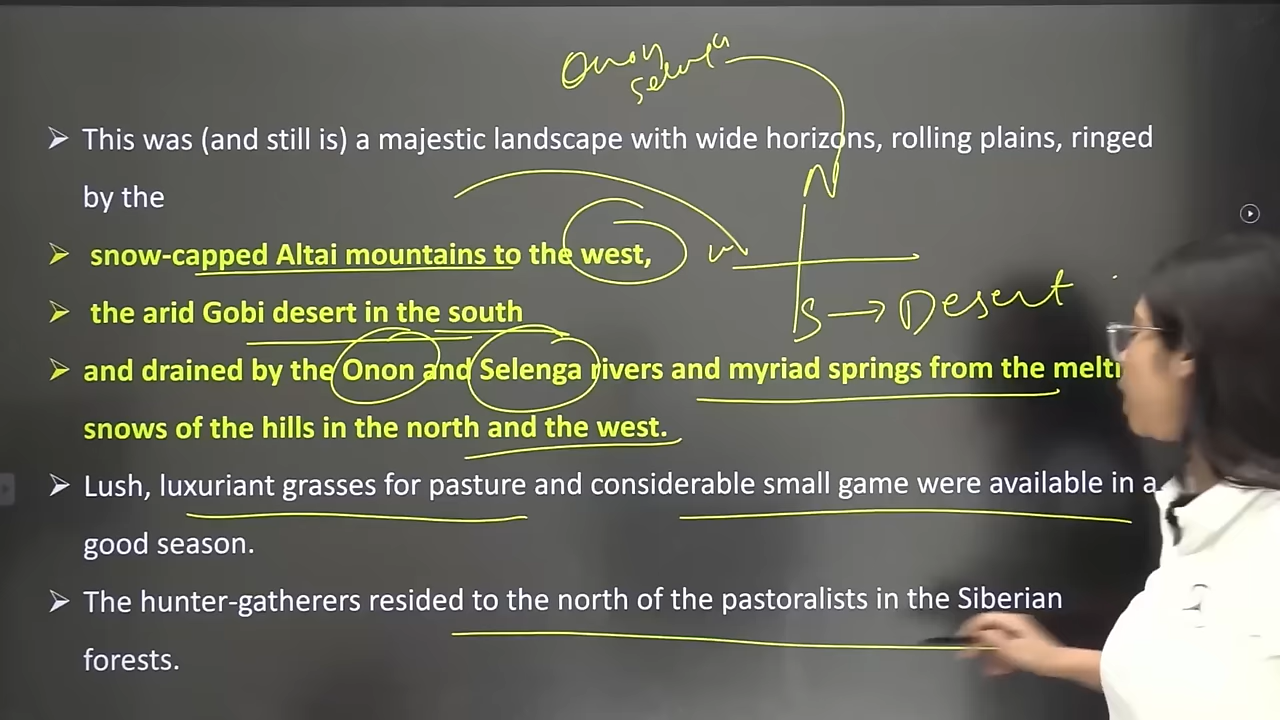 Onon
Selenga
➢ This was (and still is) a majestic landscape with wide horizons, rolling plains, ringed
by the
N
➢ snow-capped Altai mountains to the west,
W
➢ the arid Gobi desert in the south
S → Desert
➢ and drained by the Onon and Selenga rivers and myriad springs from the melti
snows of the hills in the north and the west.
➢ Lush, luxuriant grasses for pasture and considerable small game were available in a
good season.
➢ The hunter-gatherers resided to the north of the pastoralists in the Siberian
forests.